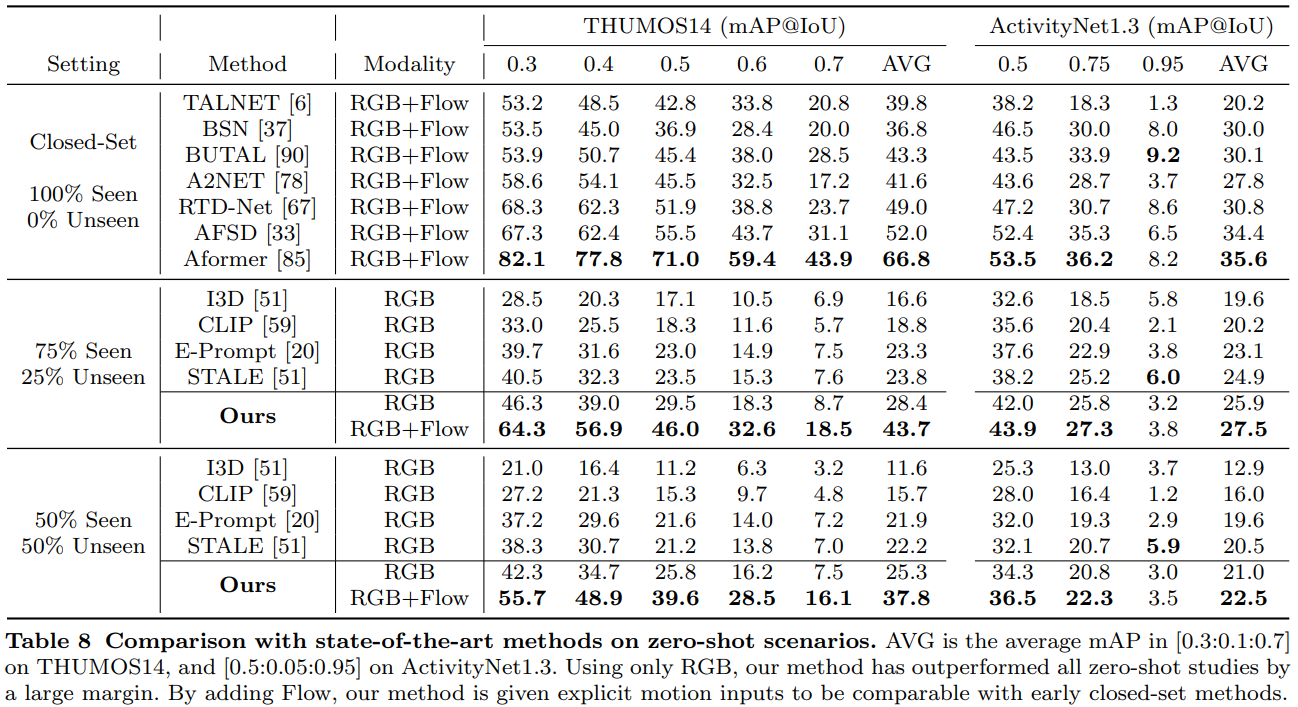 THUMOS14 (mAP@IoU) ActivityNet1.3 (mAP@IoU)
Setting Method Modality 0.3 0.4 0.5 0.6 0.7 AVG 0.5 0.75 0.95 AVG
Closed-Set
100% Seen
0% Unseen
TALNET [6] RGB+Flow 53.2 48.5 42.8 33.8 20.8 39.8 38.2 18.3 1.3 20.2
BSN [37] RGB+Flow 53.5 45.0 36.9 28.4 20.0 36.8 46.5 30.0 8.0 30.0
BUTAL [90] RGB+Flow 53.9 50.7 45.4 38.0 28.5 43.3 43.5 33.9 9.2 30.1
A2NET [78] RGB+Flow 58.6 54.1 45.5 32.5 17.2 41.6 43.6 28.7 3.7 27.8
RTD-Net [67] RGB+Flow 68.3 62.3 51.9 38.8 23.7 49.0 47.2 30.7 8.6 30.8
AFSD [33] RGB+Flow 67.3 62.4 55.5 43.7 31.1 52.0 52.4 35.3 6.5 34.4
Aformer [85] RGB+Flow 82.1 77.8 71.0 59.4 43.9 66.8 53.5 36.2 8.2 35.6
75% Seen
25% Unseen
I3D [51] RGB 28.5 20.3 17.1 10.5 6.9 16.6 32.6 18.5 5.8 19.6
CLIP [59] RGB 33.0 25.5 18.3 11.6 5.7 18.8 35.6 20.4 2.1 20.2
E-Prompt [20] RGB 39.7 31.6 23.0 14.9 7.5 23.3 37.6 22.9 3.8 23.1
STALE [51] RGB 40.5 32.3 23.5 15.3 7.6 23.8 38.2 25.2 6.0 24.9
Ours
RGB 46.3 39.0 29.5 18.3 8.7 28.4 42.0 25.8 3.2 25.9
RGB+Flow 64.3 56.9 46.0 32.6 18.5 43.7 43.9 27.3 3.8 27.5
50% Seen
50% Unseen
I3D [51] RGB 21.0 16.4 11.2 6.3 3.2 11.6 25.3 13.0 3.7 12.9
CLIP [59] RGB 27.2 21.3 15.3 9.7 4.8 15.7 28.0 16.4 1.2 16.0
E-Prompt [20] RGB 37.2 29.6 21.6 14.0 7.2 21.9 32.0 19.3 2.9 19.6
STALE [51] RGB 38.3 30.7 21.2 13.8 7.0 22.2 32.1 20.7 5.9 20.5
Ours
RGB 42.3 34.7 25.8 16.2 7.5 25.3 34.3 20.8 3.0 21.0
RGB+Flow 55.7 48.9 39.6 28.5 16.1 37.8 36.5 22.3 3.5 22.5
Table 8 Comparison with state-of-the-art methods on zero-shot scenarios. AVG is the average mAP in [0.3:0.1:0.7]
on THUMOS14, and [0.5:0.05:0.95] on ActivityNet1.3. Using only RGB, our method has outperformed all zero-shot studies by
a large margin. By adding Flow, our method is given explicit motion inputs to be comparable with early closed-set methods.